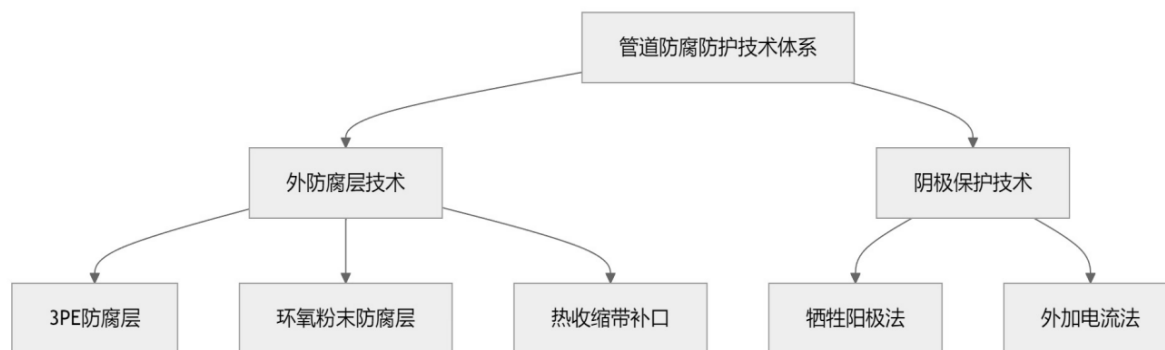 管道防腐防护技术体系
外防腐层技术
阴极保护技术
3PE防腐层
环氧粉末防腐层
热收缩带补口
牺牲阳极法
外加电流法